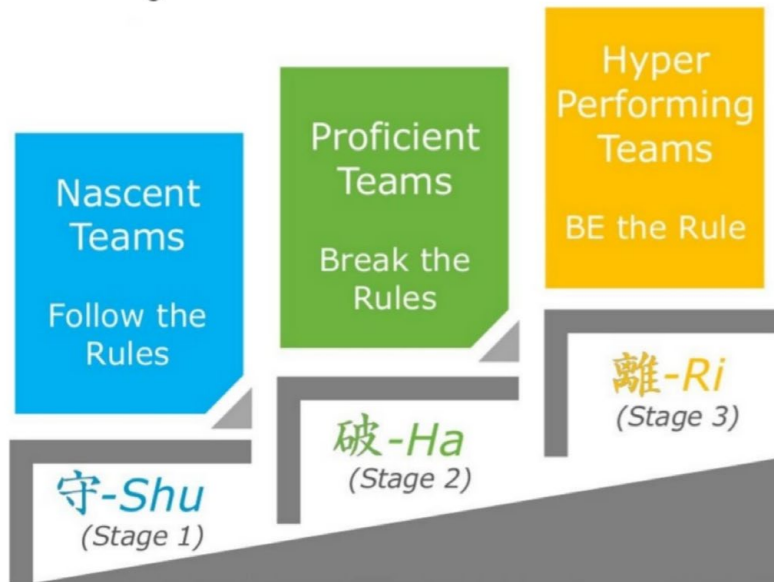 Nascent
Teams
Follow the
Rules
守-Shu
(Stage 1)
Proficient
Teams
Break the
Rules
破-Ha
(Stage 2)
Hyper
Performing
Teams
BE the Rule
離-Ri
(Stage 3)